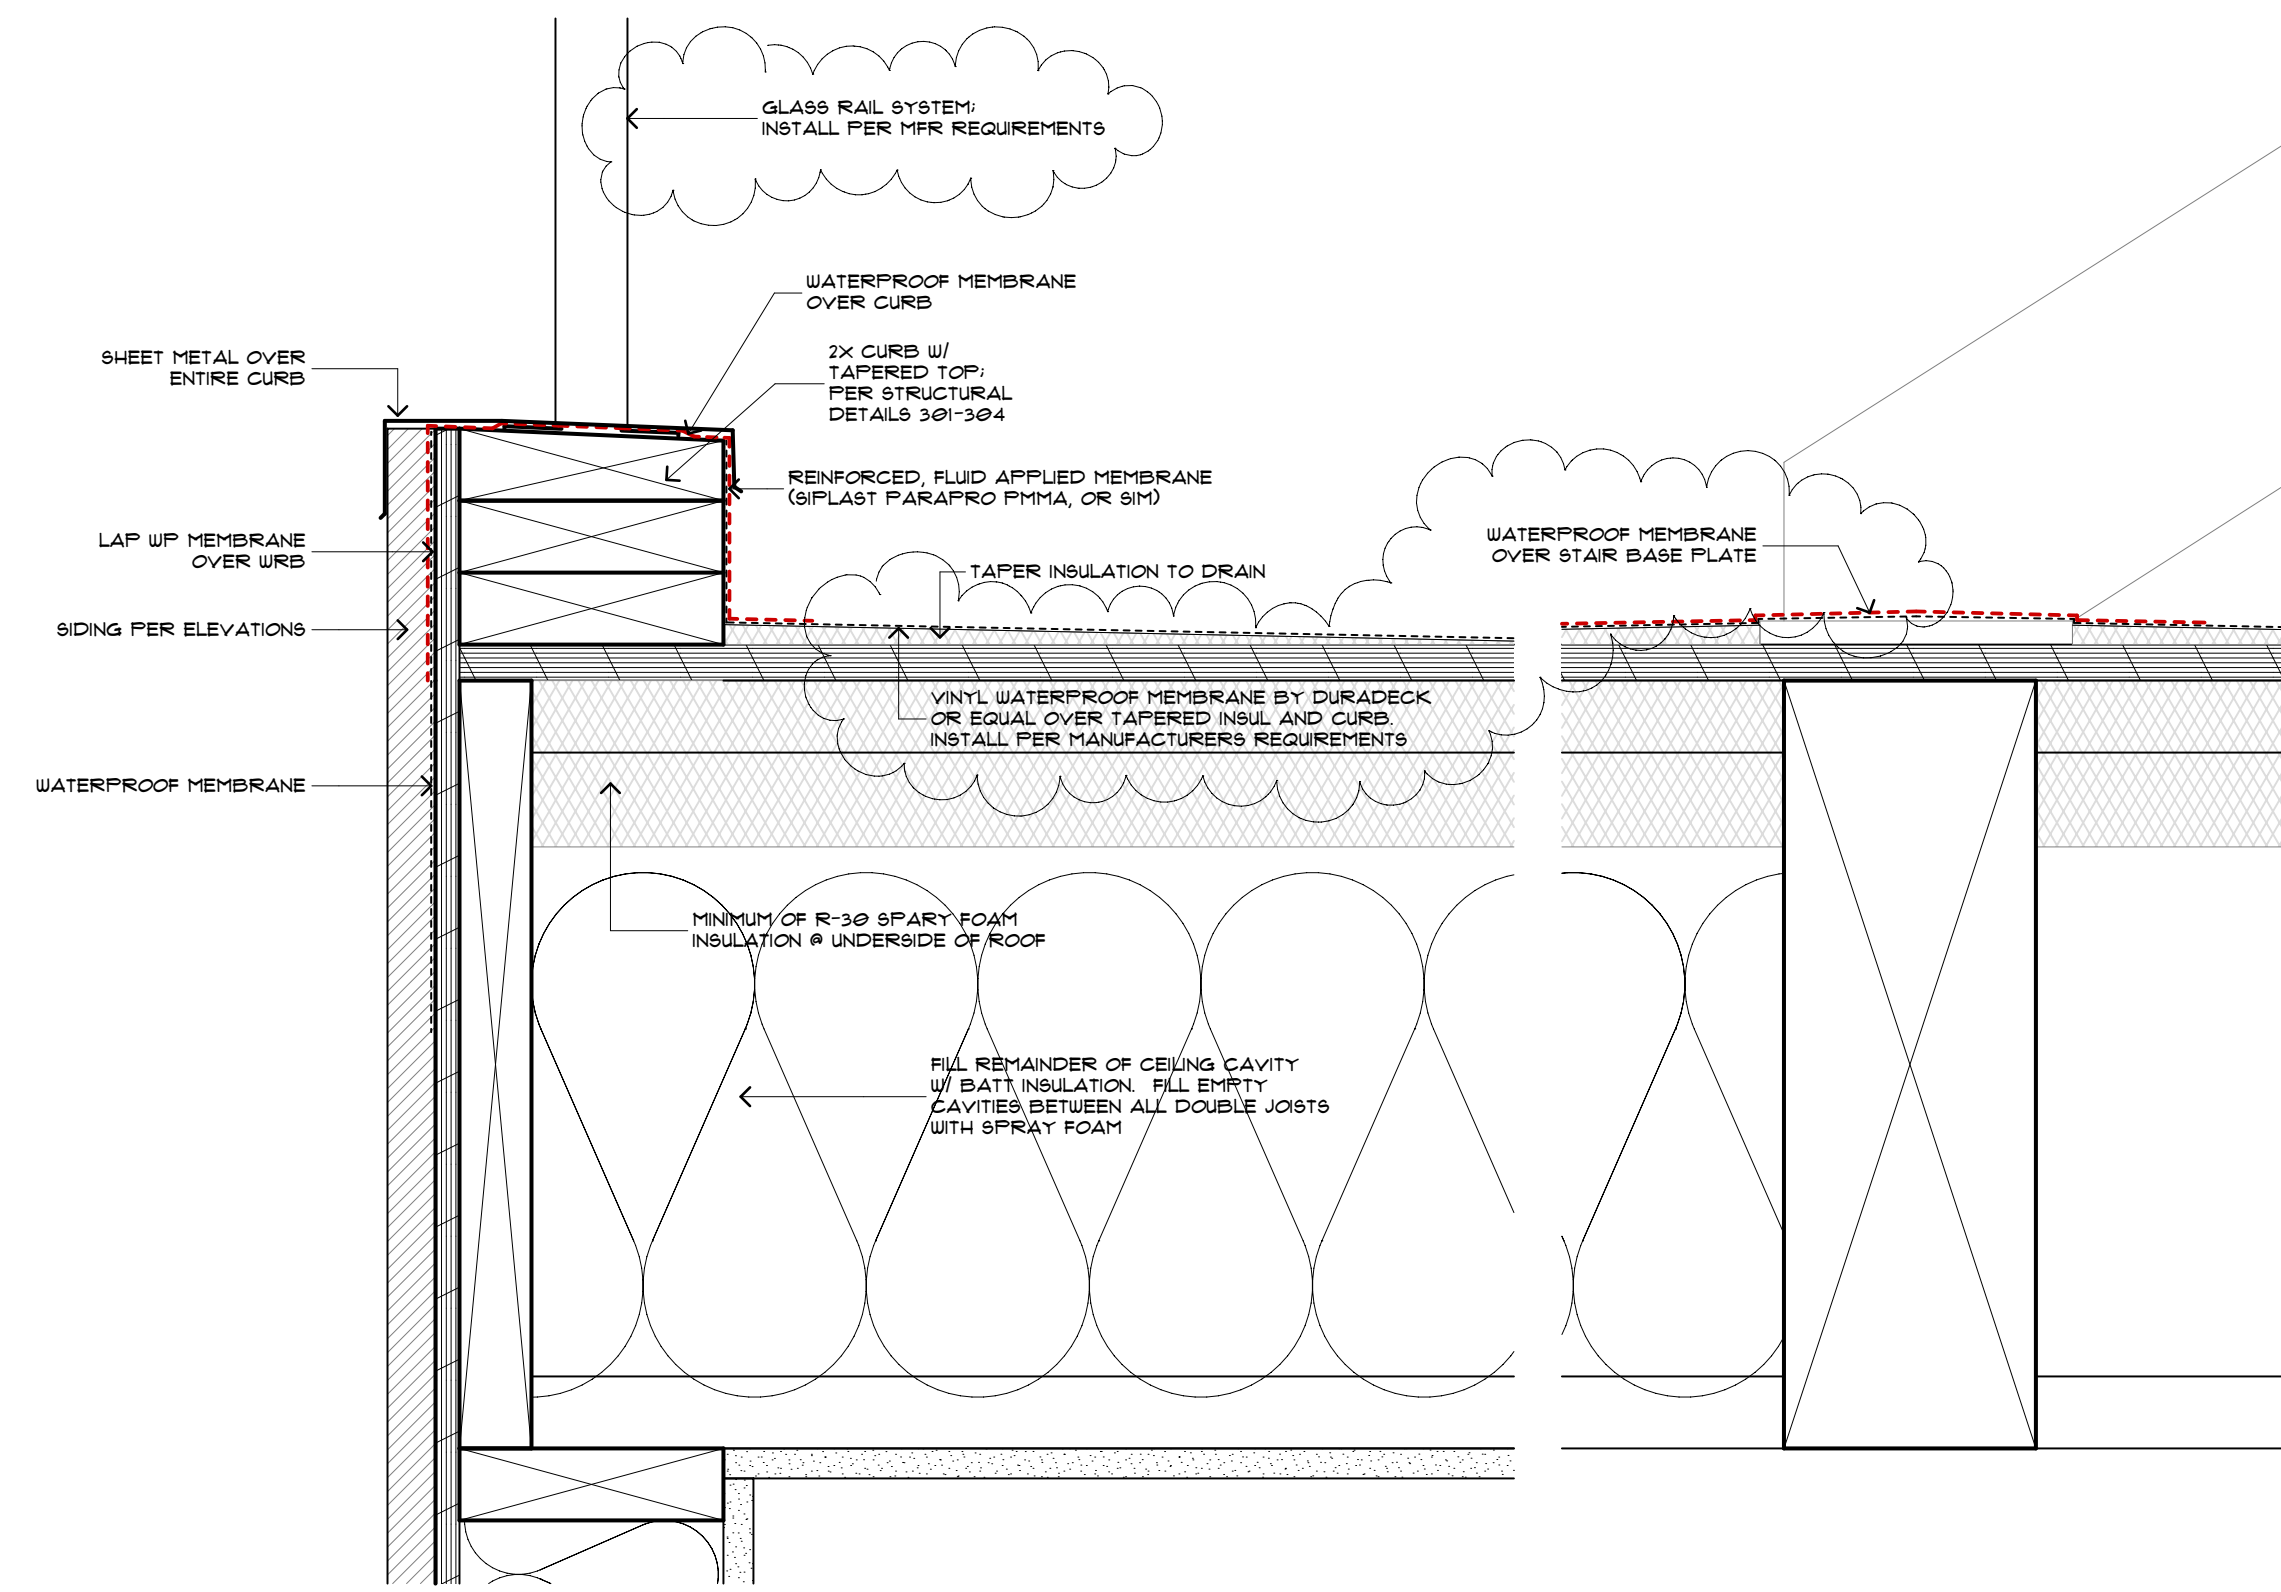 GLASS RAIL SYSTEM;
INSTALL PER MFR REQUIREMENTS
WATERPROOF MEMBRANE
OVER CURB
2X CURB W/
TAPERED TOP;
PER STRUCTURAL
DETAILS 301-304
SHEET METAL OVER
ENTIRE CURB
REINFORCED, FLUID APPLIED MEMBRANE
(SIPLAST PARAPRO PMMA, OR SIM)
LAP WP MEMBRANE
OVER WRB
WATERPROOF MEMBRANE
OVER STAIR BASE PLATE
TAPER INSULATION TO DRAIN
SIDING PER ELEVATIONS
VINYL WATERPROOF MEMBRANE BY DURADECK
OR EQUAL OVER TAPERED INSUL AND CURB.
INSTALL PER MANUFACTURERS REQUIREMENTS
WATERPROOF MEMBRANE
MINIMUM OF R-30 SPARY FOAM
INSULATION @ UNDERSIDE OF ROOF
FILL REMAINDER OF CEILING CAVITY
W/ BATT INSULATION. FILL EMPTY
CAVITIES BETWEEN ALL DOUBLE JOISTS
WITH SPRAY FOAM